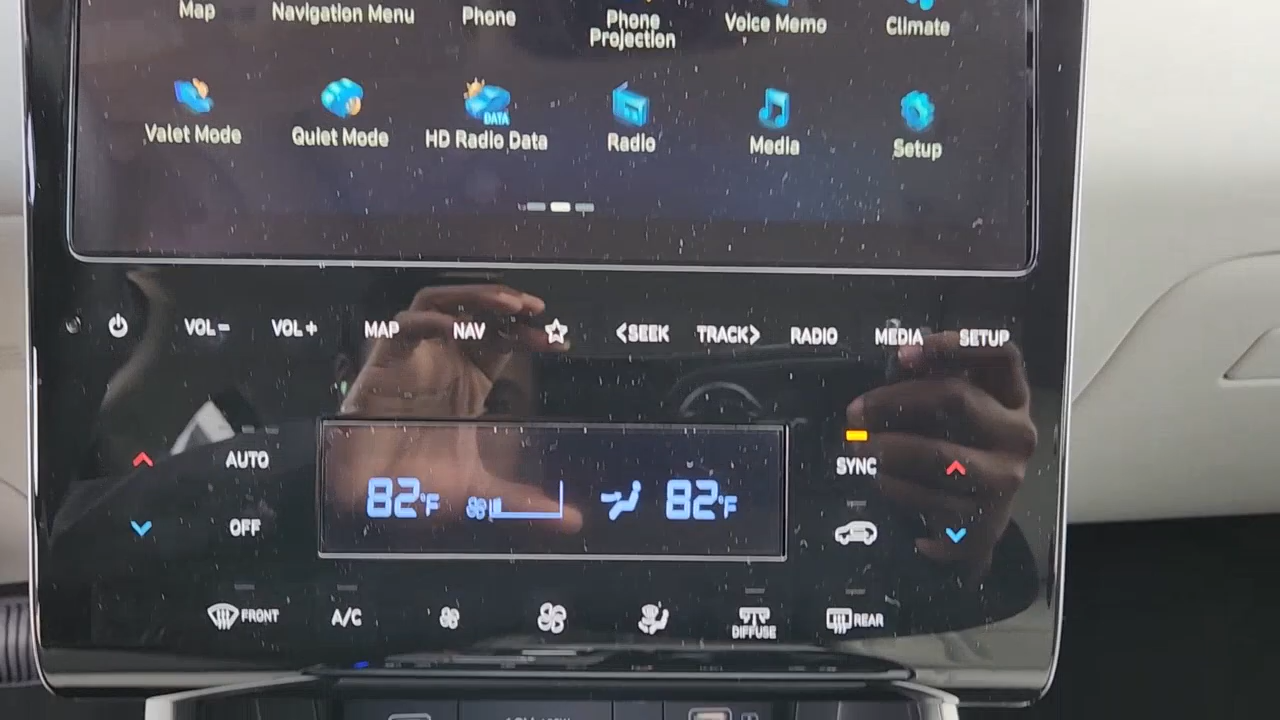 Map
Navigation Menu
Phone
Phone
Projection
Voice Memo
Climate
Valet Mode
Quiet Mode
DATA
HD Radio Data
Radio
Media
Setup
VOL−
VOL+
MAP
NAV
<SEEK
TRACK>
RADIO
MEDIA
SETUP
AUTO
OFF
82°F
82°F
SYNC
FRONT
A/C
DIFFUSE
REAR